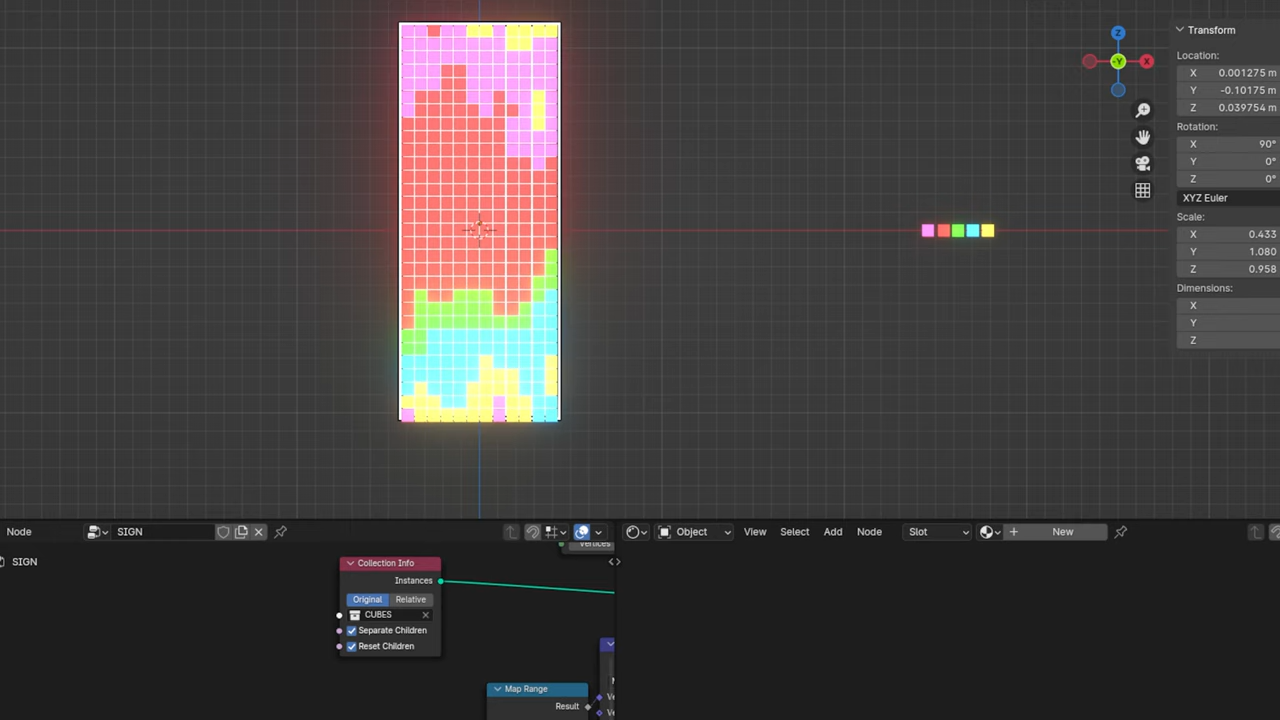 Z
-Y
X
Transform
Location:
X 0.001275 m
Y -0.10175 m
Z 0.039754 m
Rotation:
X 90°
Y 0°
Z 0°
XYZ Euler
Scale:
X 0.433
Y 1.080
Z 0.958
Dimensions:
X
Y
Z
Node SIGN
Object View Select Add Node Slot New
SIGN
Vertices
Collection Info
Instances
Original Relative
CUBES
Separate Children
Reset Children
Map Range
Result